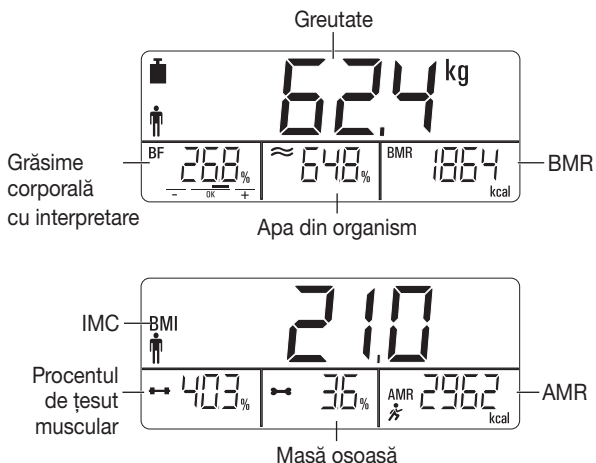 Greutate
62.4 kg
BF 26.8 %
- OK +
64.8 %
BMR 1864 kcal
Grăsime
corporală
cu interpretare
BMR
Apa din organism
IMC
BMI
21.0
Procentul
de țesut
muscular
40.3 %
3.6 %
AMR 2962 kcal
AMR
Masă osoasă